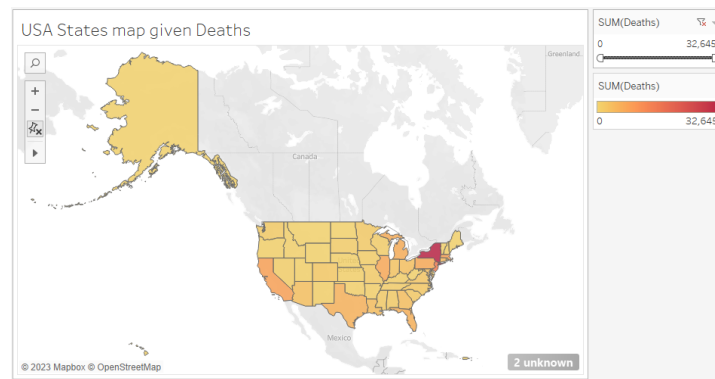 USA States map given Deaths
Greenland
Canada
Mexico
© 2023 Mapbox © OpenStreetMap
2 unknown
SUM(Deaths)
0 32,645
SUM(Deaths)
0 32,645